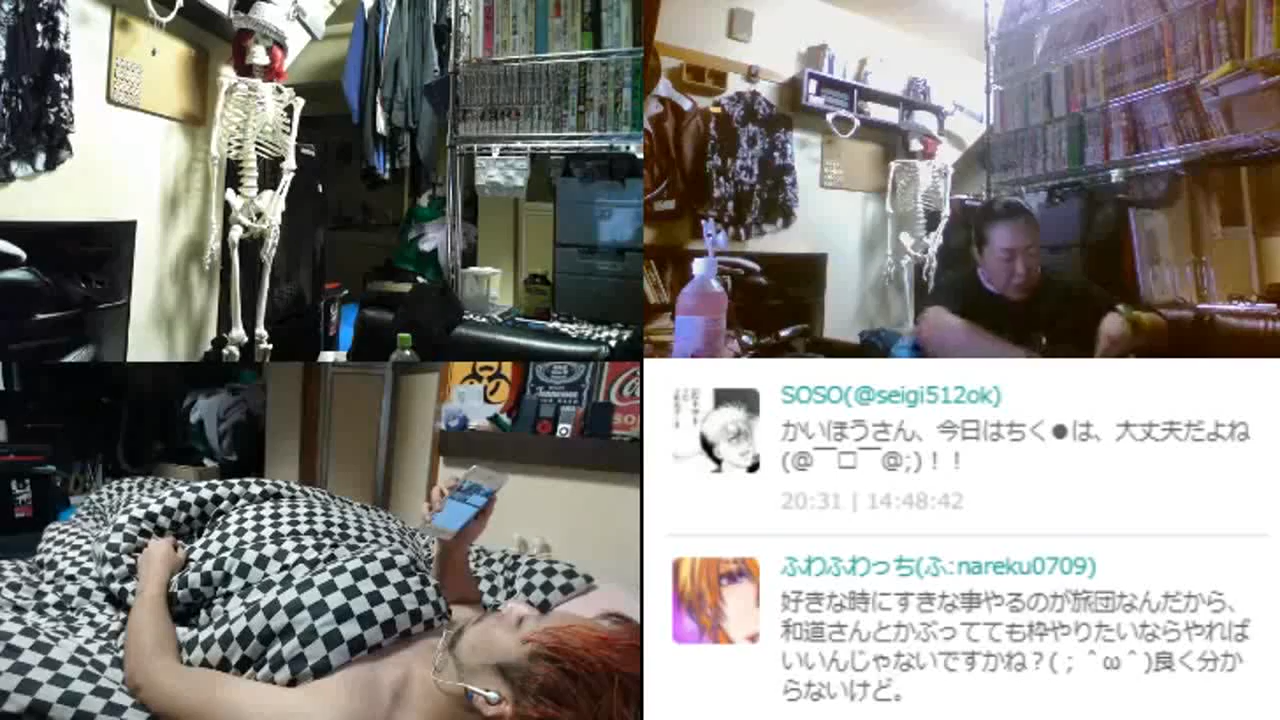 Jennessee
Coca
SOSO(@seigi512ok)
かいほうさん、今日はちく●は、大丈夫だよね
(@￣□￣@;)！！
20:31 | 14:48:42
ふわふわっち(ふ:nareku0709)
好きな時にすきな事やるのが旅団なんだから、
和道さんとかぶってても枠やりたいならやれば
いいんじゃないですかね？(；＾ω＾)良く分か
らないけど。